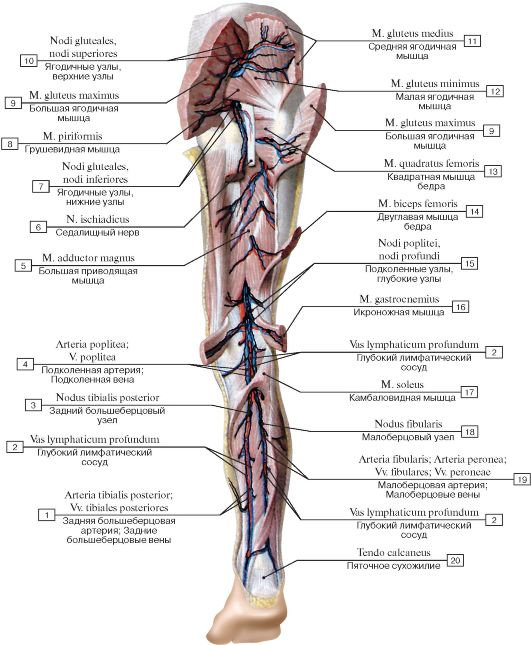 Nodi gluteales,
nodi superiores
10
Ягодичные узлы,
верхние узлы
M. gluteus maximus
9
Большая ягодичная
мышца
M. piriformis
8
Грушевидная мышца
Nodi gluteales,
nodi inferiores
7
Ягодичные узлы,
нижние узлы
N. ischiadicus
6
Седалищный нерв
M. adductor magnus
5
Большая приводящая
мышца
Arteria poplitea;
V. poplitea
4
Подколенная артерия;
Подколенная вена
Nodus tibialis posterior
3
Задний большеберцовый
узел
Vas lymphaticum profundum
2
Глубокий лимфатический
сосуд
Arteria tibialis posterior;
Vv. tibiales posteriores
1
Задняя большеберцовая
артерия; Задние
большеберцовые вены
M. gluteus medius
11
Средняя ягодичная
мышца
M. gluteus minimus
12
Малая ягодичная
мышца
M. gluteus maximus
9
Большая ягодичная
мышца
M. quadratus femoris
13
Квадратная мышца
бедра
M. biceps femoris
14
Двуглавая мышца
бедра
Nodi poplitei,
nodi profundi
15
Подколенные узлы,
глубокие узлы
M. gastrocnemius
16
Икроножная мышца
Vas lymphaticum profundum
2
Глубокий лимфатический
сосуд
M. soleus
17
Камбаловидная мышца
Nodus fibularis
18
Малоберцовый узел
Arteria fibularis; Arteria peronea;
Vv. fibulares; Vv. peroneae
19
Малоберцовая артерия;
Малоберцовые вены
Vas lymphaticum profundum
2
Глубокий лимфатический
сосуд
Tendo calcaneus
20
Пяточное сухожилие